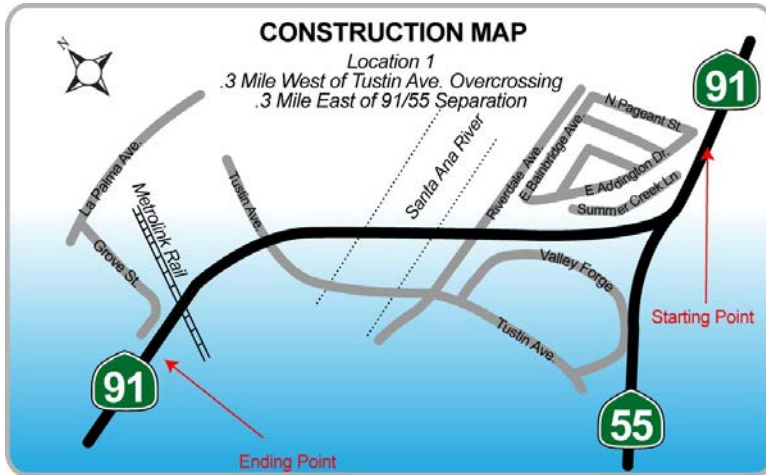 CONSTRUCTION MAP
Location 1
.3 Mile West of Tustin Ave. Overcrossing
.3 Mile East of 91/55 Separation
N
91
N. Pageant St.
La Palma Ave.
Metrolink Rail
Tustin Ave.
Santa Ana River
Riverdale Ave.
E. Bainbridge Ave.
E. Addington Dr.
Summer Creek Ln
Grove St.
Valley Forge
Tustin Ave.
Starting Point
91
55
Ending Point